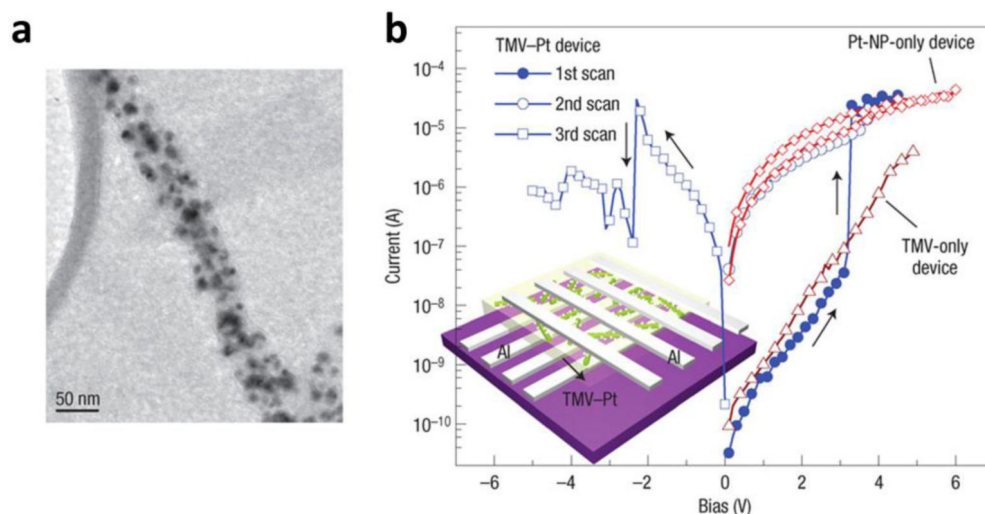 a
50 nm
b
TMV–Pt device
1st scan
2nd scan
3rd scan
Pt-NP-only device
TMV-only
device
Al
Al
TMV–Pt
Current (A)
10⁻⁴
10⁻⁵
10⁻⁶
10⁻⁷
10⁻⁸
10⁻⁹
10⁻¹⁰
−6
−4
−2
0
2
4
6
Bias (V)